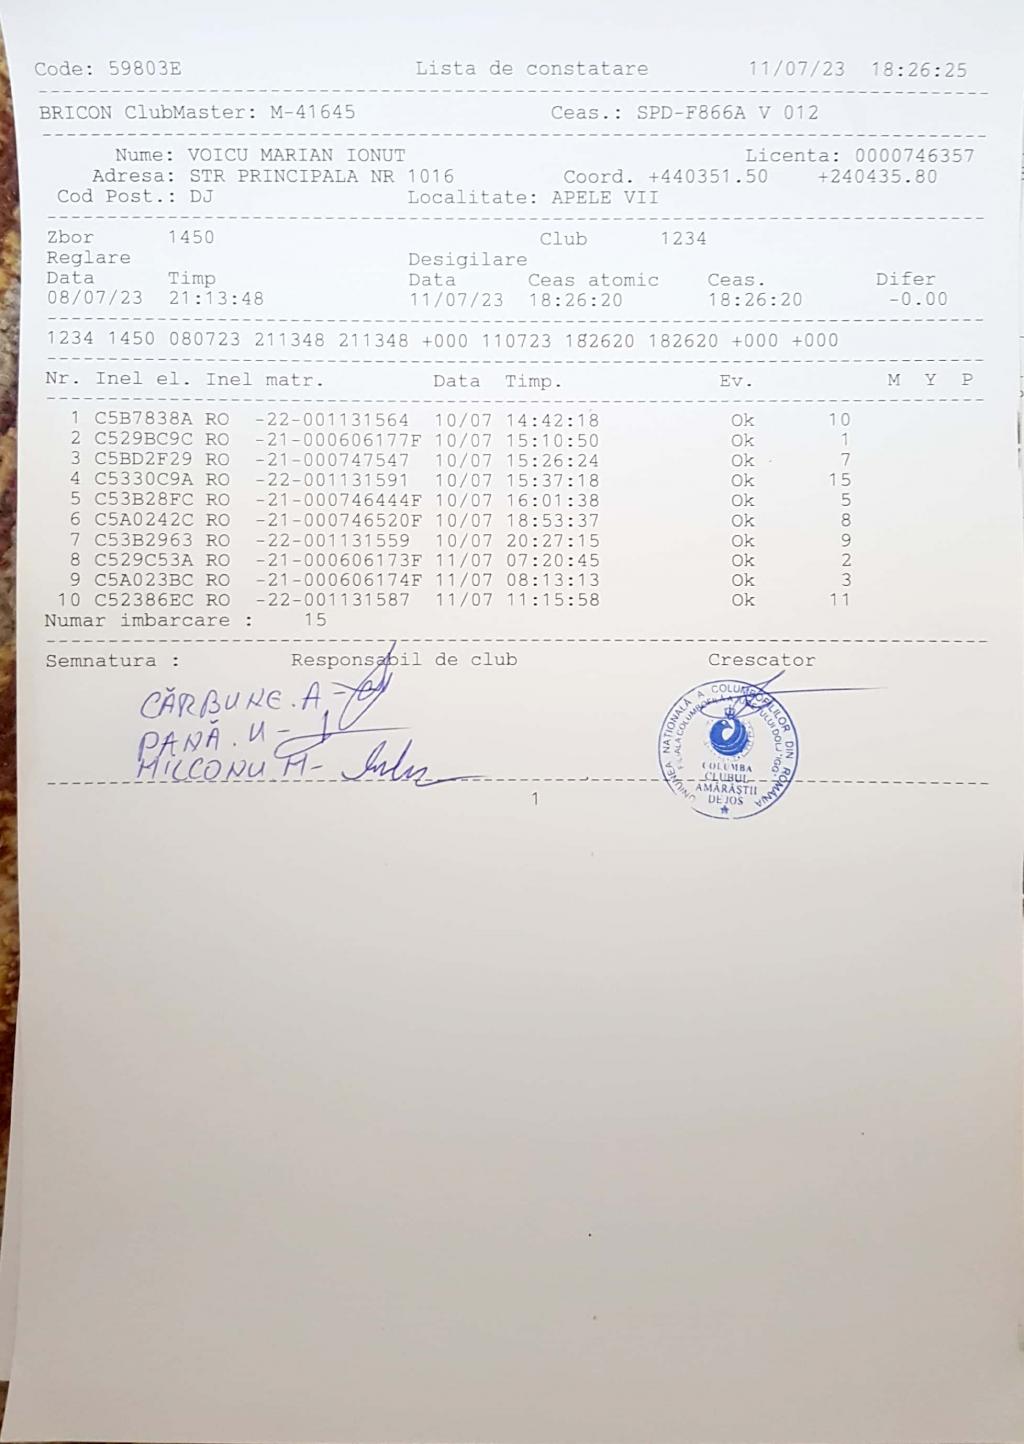 Code: 59803E Lista de constatare 11/07/23 18:26:25
BRICON ClubMaster: M-41645 Ceas.: SPD-F866A V 012
Nume: VOICU MARIAN IONUT Licenta: 0000746357
Adresa: STR PRINCIPALA NR 1016 Coord. +440351.50 +240435.80
Cod Post.: DJ Localitate: APELE VII
Zbor 1450 Club 1234
Reglare Desigilare
Data Timp Data Ceas atomic Ceas. Difer
08/07/23 21:13:48 11/07/23 18:26:20 18:26:20 -0.00
1234 1450 080723 211348 211348 +000 110723 182620 182620 +000 +000
Nr. Inel el. Inel matr. Data Timp. Ev. M Y P
1 C5B7838A RO -22-001131564 10/07 14:42:18 Ok 10
2 C529BC9C RO -21-000606177F 10/07 15:10:50 Ok 1
3 C5BD2F29 RO -21-000747547 10/07 15:26:24 Ok 7
4 C5330C9A RO -22-001131591 10/07 15:37:18 Ok 15
5 C53B28FC RO -21-000746444F 10/07 16:01:38 Ok 5
6 C5A0242C RO -21-000746520F 10/07 18:53:37 Ok 8
7 C53B2963 RO -22-001131559 10/07 20:27:15 Ok 9
8 C529C53A RO -21-000606173F 11/07 07:20:45 Ok 2
9 C5A023BC RO -21-000606174F 11/07 08:13:13 Ok 3
10 C52386EC RO -22-001131587 11/07 11:15:58 Ok 11
Numar imbarcare : 15
Semnatura : Responsabil de club Crescator
CĂRBUNE. A. -
PANĂ. U -
MILCONU M -
UNIUNEA NAȚIONALĂ A COLUMBOFILILOR DIN ROMÂNIA
FILIALA COLUMBOFILĂ A JUDEȚULUI DOLJ
COLUMBA
CLUBUL
AMĂRĂȘTII
DE JOS
1